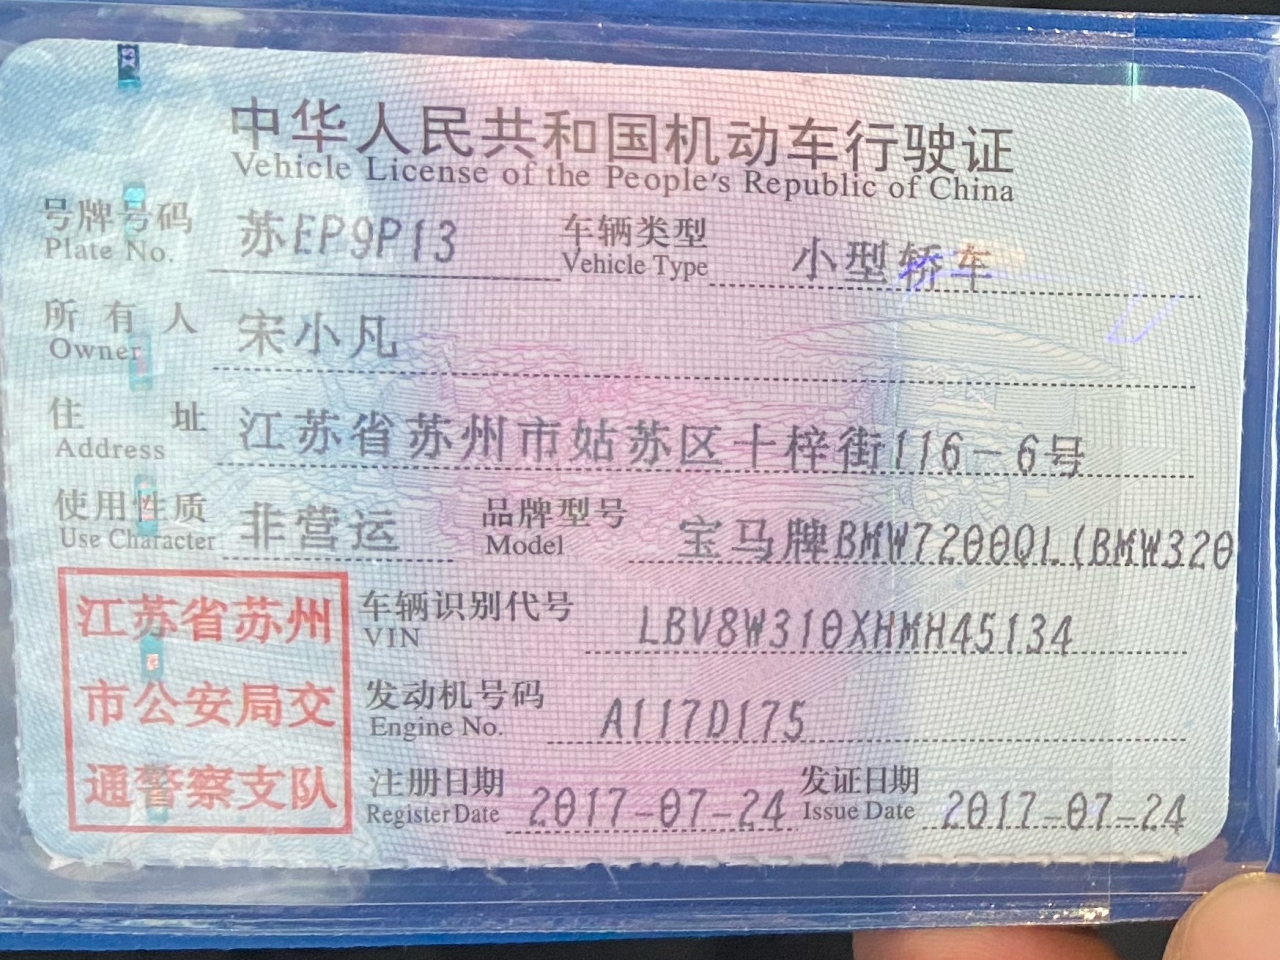 中华人民共和国机动车行驶证
Vehicle License of the People's Republic of China
号牌号码 苏EP9P13 车辆类型 小型轿车
Plate No. Vehicle Type
所有人 宋小凡
Owner
住址 江苏省苏州市姑苏区十梓街116-6号
Address
使用性质 非营运 品牌型号 宝马牌BMW7200QL(BMW320
Use Character Model
江苏省苏州
市公安局交
通警察支队
车辆识别代号 LBV8W310XHMH45134
VIN
发动机号码 A117D175
Engine No.
注册日期 2017-07-24 发证日期 2017-07-24
Register Date Issue Date